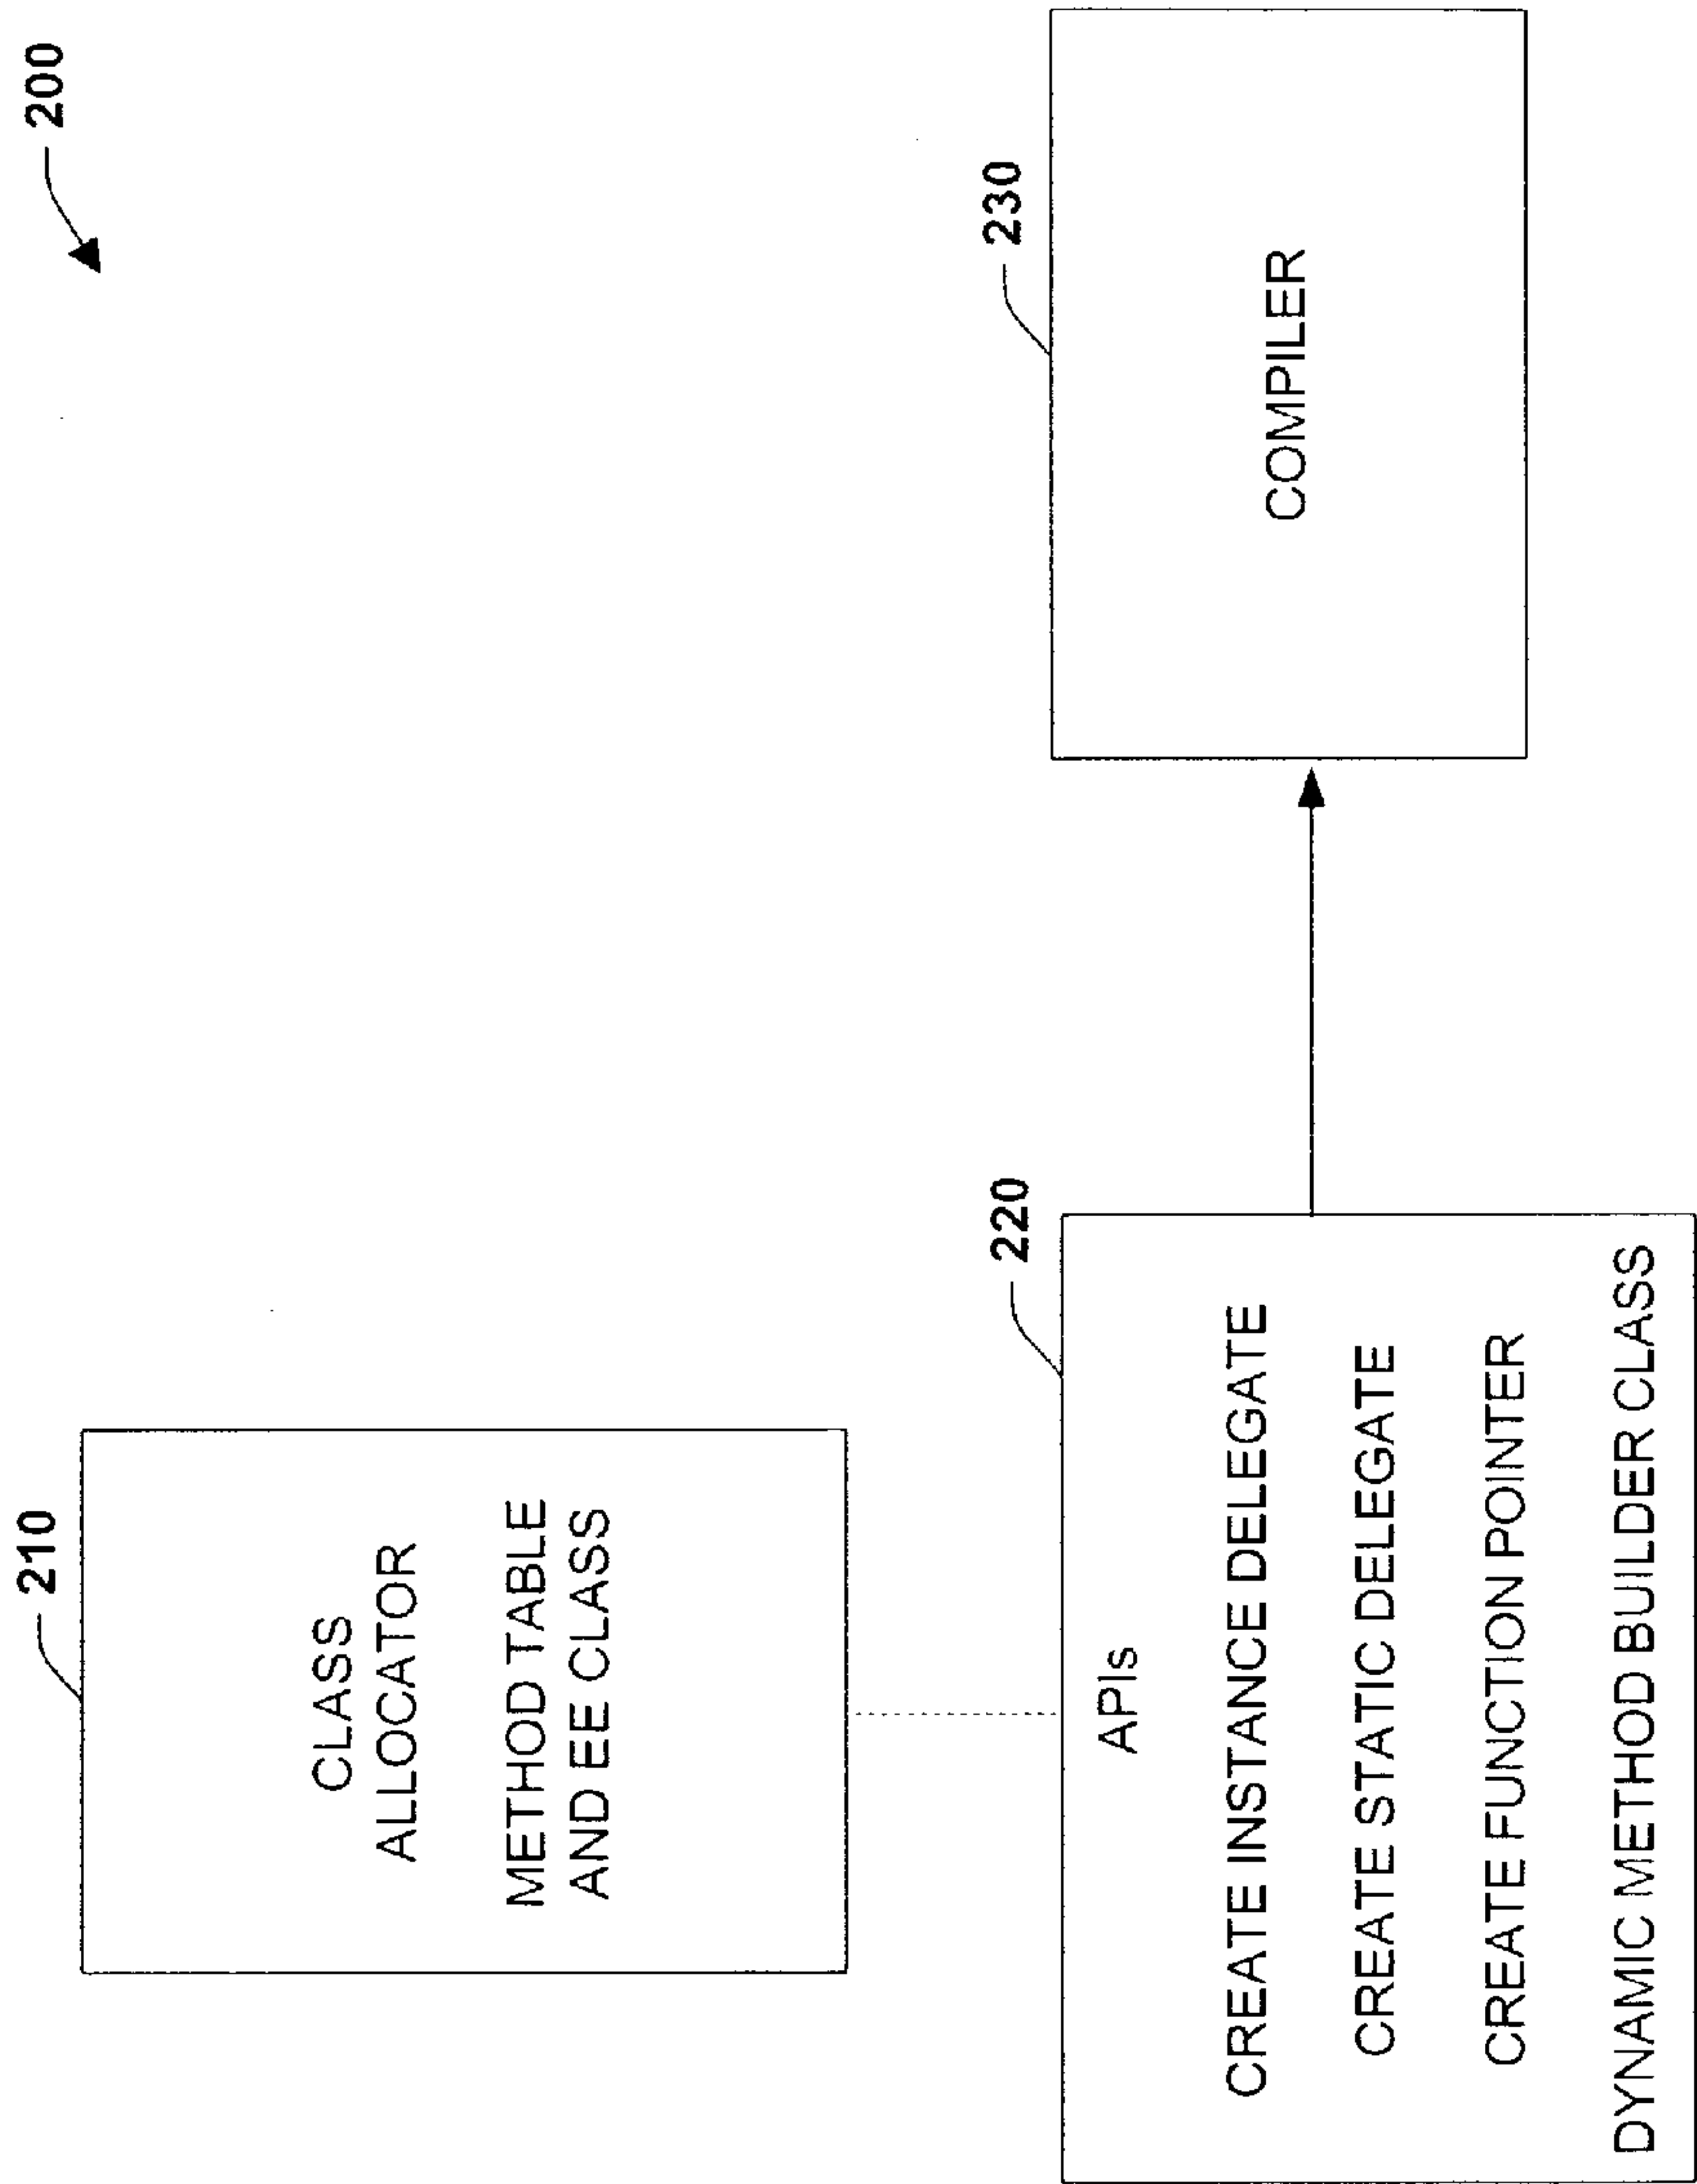 200
210
CLASS
ALLOCATOR
METHOD TABLE
AND EE CLASS
220
APIs
CREATE INSTANCE DELEGATE
CREATE STATIC DELEGATE
CREATE FUNCTION POINTER
DYNAMIC METHOD BUILDER CLASS
230
COMPILER